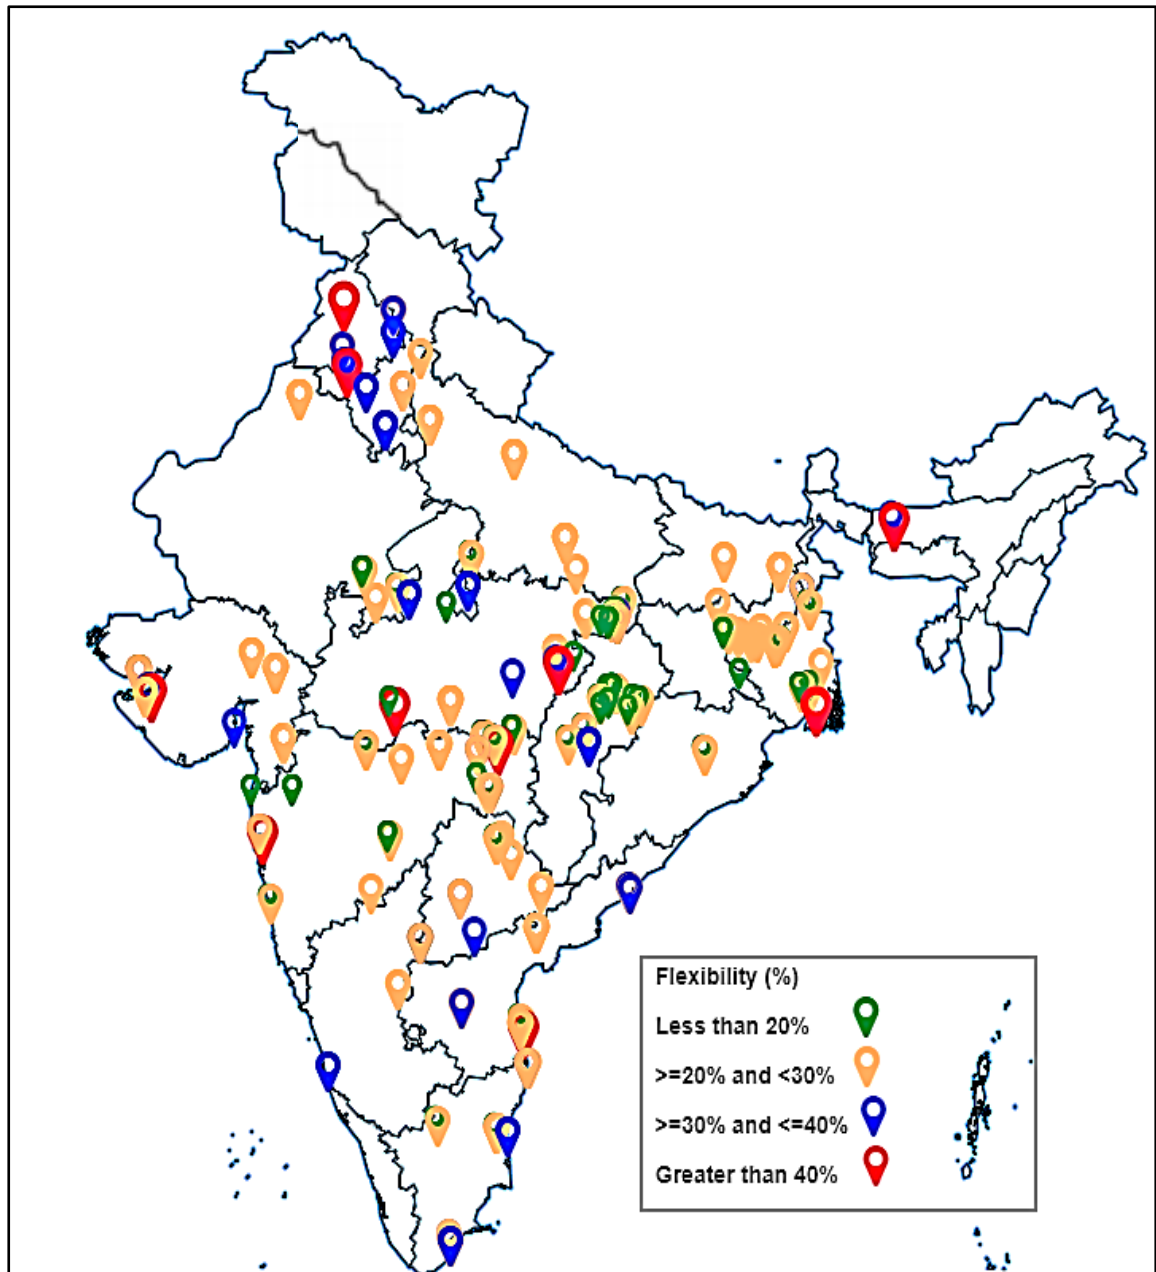 Flexibility (%)
Less than 20%
>=20% and <30%
>=30% and <=40%
Greater than 40%